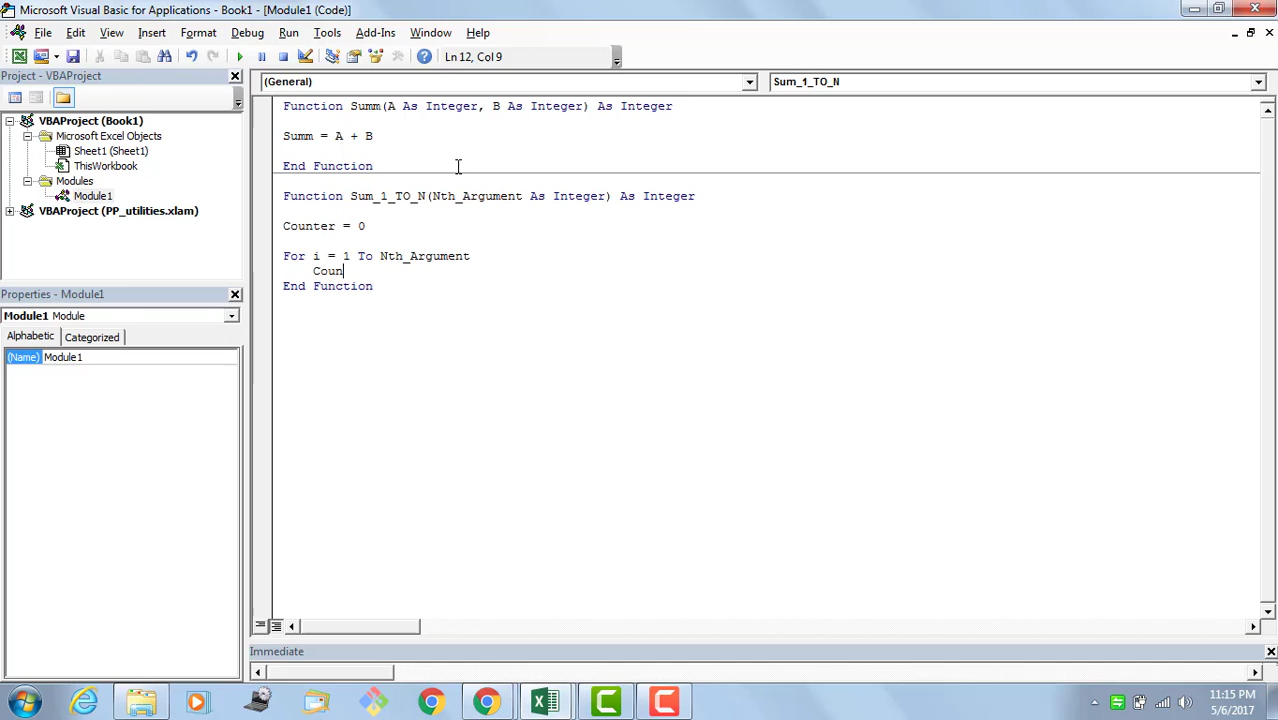 Microsoft Visual Basic for Applications - Book1 - [Module1 (Code)]
File Edit View Insert Format Debug Run Tools Add-Ins Window Help
Ln 12, Col 9
Project - VBAProject
(General) Sum_1_TO_N
VBAProject (Book1)
Microsoft Excel Objects
Sheet1 (Sheet1)
ThisWorkbook
Modules
Module1
VBAProject (PP_utilities.xlam)
Properties - Module1
Module1 Module
Alphabetic Categorized
(Name) Module1
Function Summ(A As Integer, B As Integer) As Integer
Summ = A + B
End Function
Function Sum_1_TO_N(Nth_Argument As Integer) As Integer
Counter = 0
For i = 1 To Nth_Argument
Coun
End Function
Immediate
11:15 PM
5/6/2017